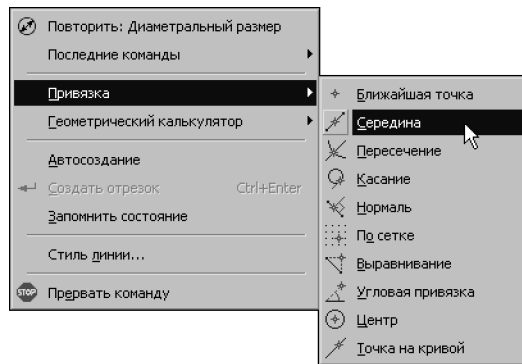 Повторить: Диаметральный размер
Последние команды
Привязка
Геометрический калькулятор
Автосоздание
Создать отрезок Ctrl+Enter
Запомнить состояние
Стиль линии...
STOP Прервать команду
Ближайшая точка
Середина
Пересечение
Касание
Нормаль
По сетке
Выравнивание
Угловая привязка
Центр
Точка на кривой